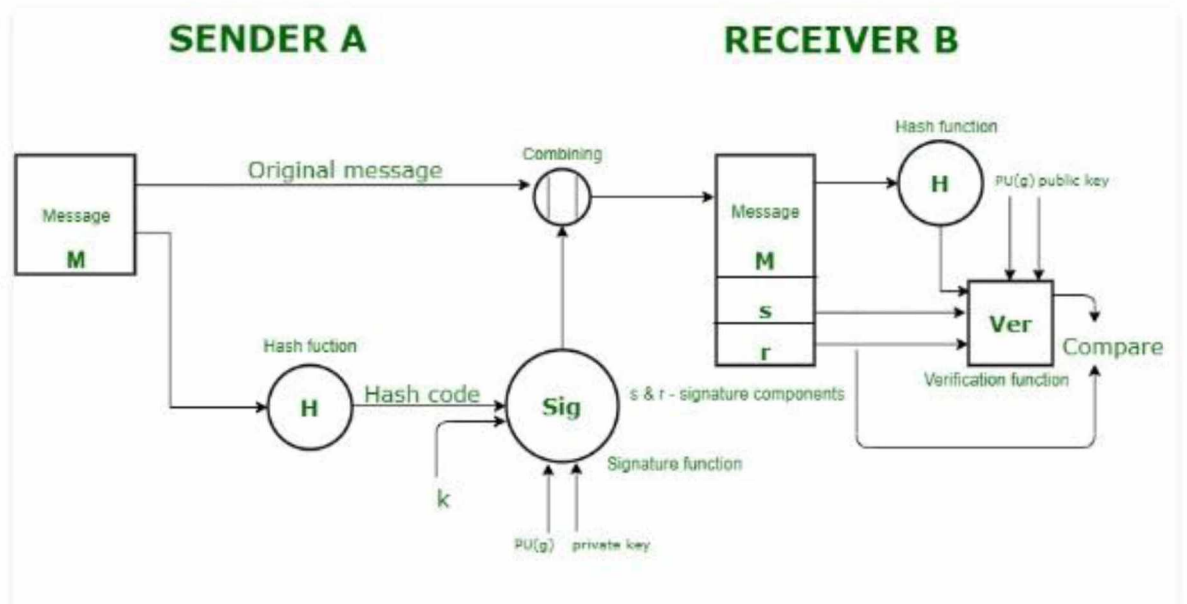 SENDER A
RECEIVER B
Message
M
Original message
Combining
Hash fuction
H
Hash code
k
Sig
s & r - signature components
Signature function
PU(g)
private key
Message
M
s
r
Hash function
H
PU(g) public key
Ver
Verification function
Compare